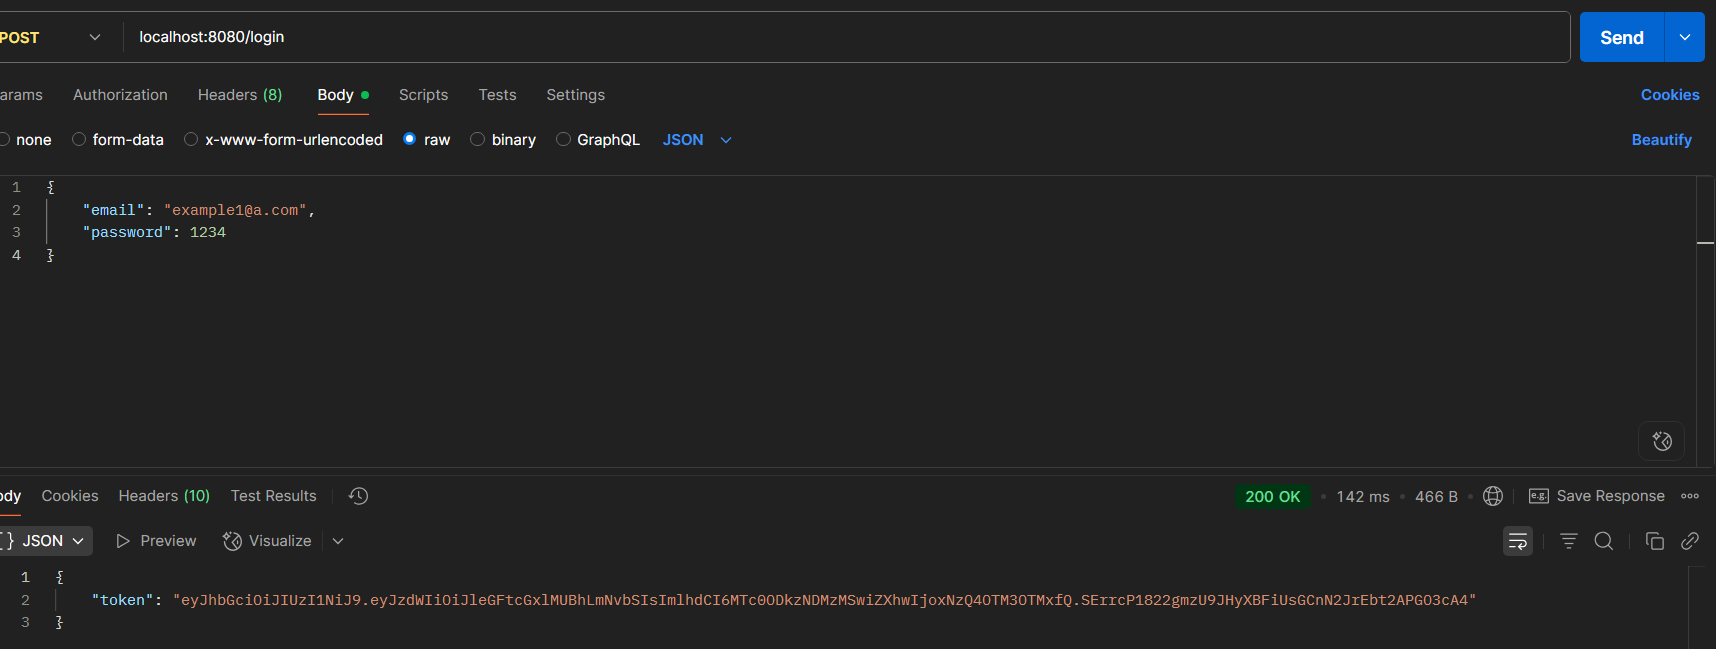 POST localhost:8080/login Send
arams Authorization Headers (8) Body Scripts Tests Settings Cookies
none form-data x-www-form-urlencoded raw binary GraphQL JSON Beautify
1 {
2 "email": "example1@a.com",
3 "password": 1234
4 }
ody Cookies Headers (10) Test Results 200 OK • 142 ms • 466 B • e.g. Save Response
{} JSON Preview Visualize
1 {
2 "token": "eyJhbGciOiJIUzI1NiJ9.eyJzdWIiOiJleGFtcGxlMUBhLmNvbSIsImlhdCI6MTc0ODkzNDMzMSwiZXhwIjoxNzQ4OTM3OTMxfQ.SErrcP1822gmzU9JHyXBFiUsGCnN2JrEbt2APGO3cA4"
3 }